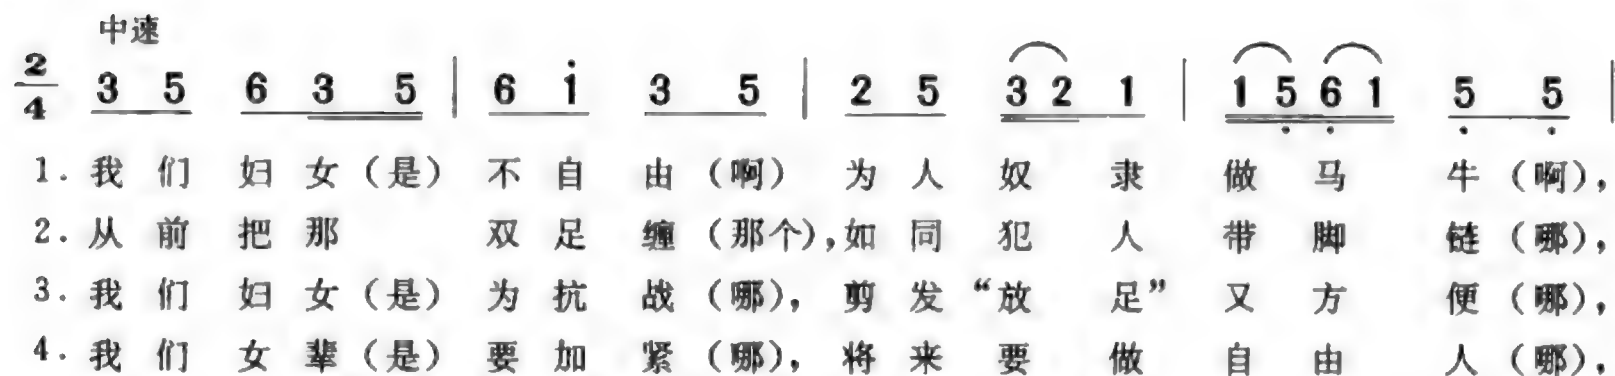 中速
2/4 3 5 6 3 5 | 6 i 3 5 | 2 5 3 2 1 | 1 5 6 1 5 5 |
1. 我们妇女（是）不自由（啊）为人奴隶做马牛（啊），
2. 从前把那双足缠（那个），如同犯人带脚链（哪），
3. 我们妇女（是）为抗战（哪），剪发“放足”又方便（哪），
4. 我们女辈（是）要加紧（哪），将来要做自由人（哪），